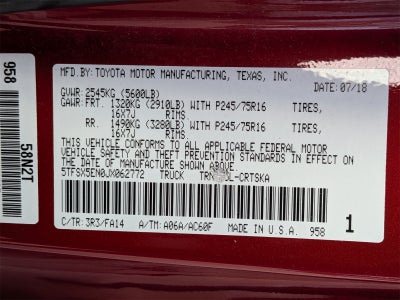 MFD.BY:TOYOTA MOTOR MANUFACTURING, TEXAS, INC.
DATE: 07/18
GVWR: 2545KG (5600LB)
GAWR: FRT. 1320KG (2910LB) WITH P245/75R16 TIRES,
16X7J RIMS
RR. 1490KG (3280LB) WITH P245/75R16 TIRES,
16X7J RIMS
THIS VEHICLE CONFORMS TO ALL APPLICABLE FEDERAL MOTOR
VEHICLE SAFETY AND THEFT PREVENTION STANDARDS IN EFFECT ON
THE DATE OF MANUFACTURE SHOWN ABOVE.
5TFSX5EN0JX062772 TRUCK L-CRTSKA
C/TR: 3R3/FA14 A/TM: A06A/AC60F MADE IN U.S.A. 958 1
958
58N2T